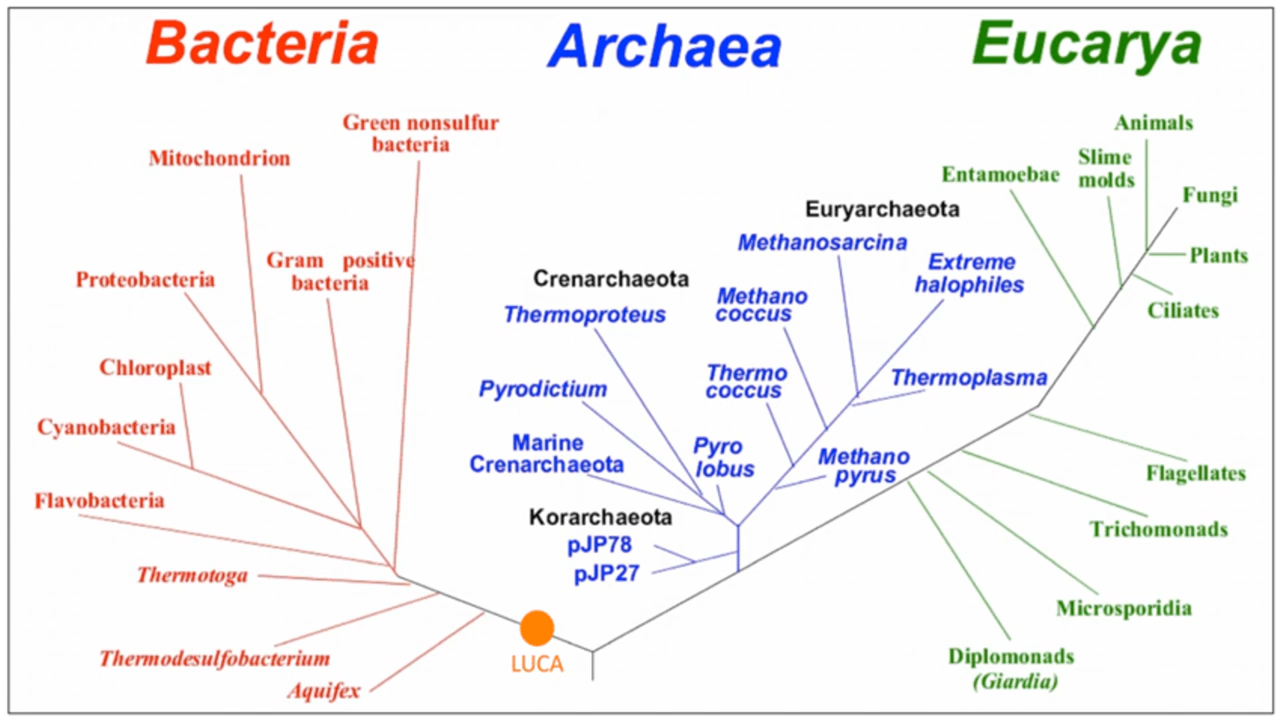 Bacteria
Archaea
Eucarya
Green nonsulfur
bacteria
Mitochondrion
Gram positive
bacteria
Proteobacteria
Chloroplast
Cyanobacteria
Flavobacteria
Thermotoga
Thermodesulfobacterium
Aquifex
LUCA
Crenarchaeota
Thermoproteus
Pyrodictium
Marine
Crenarchaeota
Pyro
lobus
Korarchaeota
pJP78
pJP27
Euryarchaeota
Methanosarcina
Extreme
halophiles
Methano
coccus
Thermo
coccus
Thermoplasma
Methano
pyrus
Animals
Slime
molds
Entamoebae
Fungi
Plants
Ciliates
Flagellates
Trichomonads
Microsporidia
Diplomonads
(Giardia)